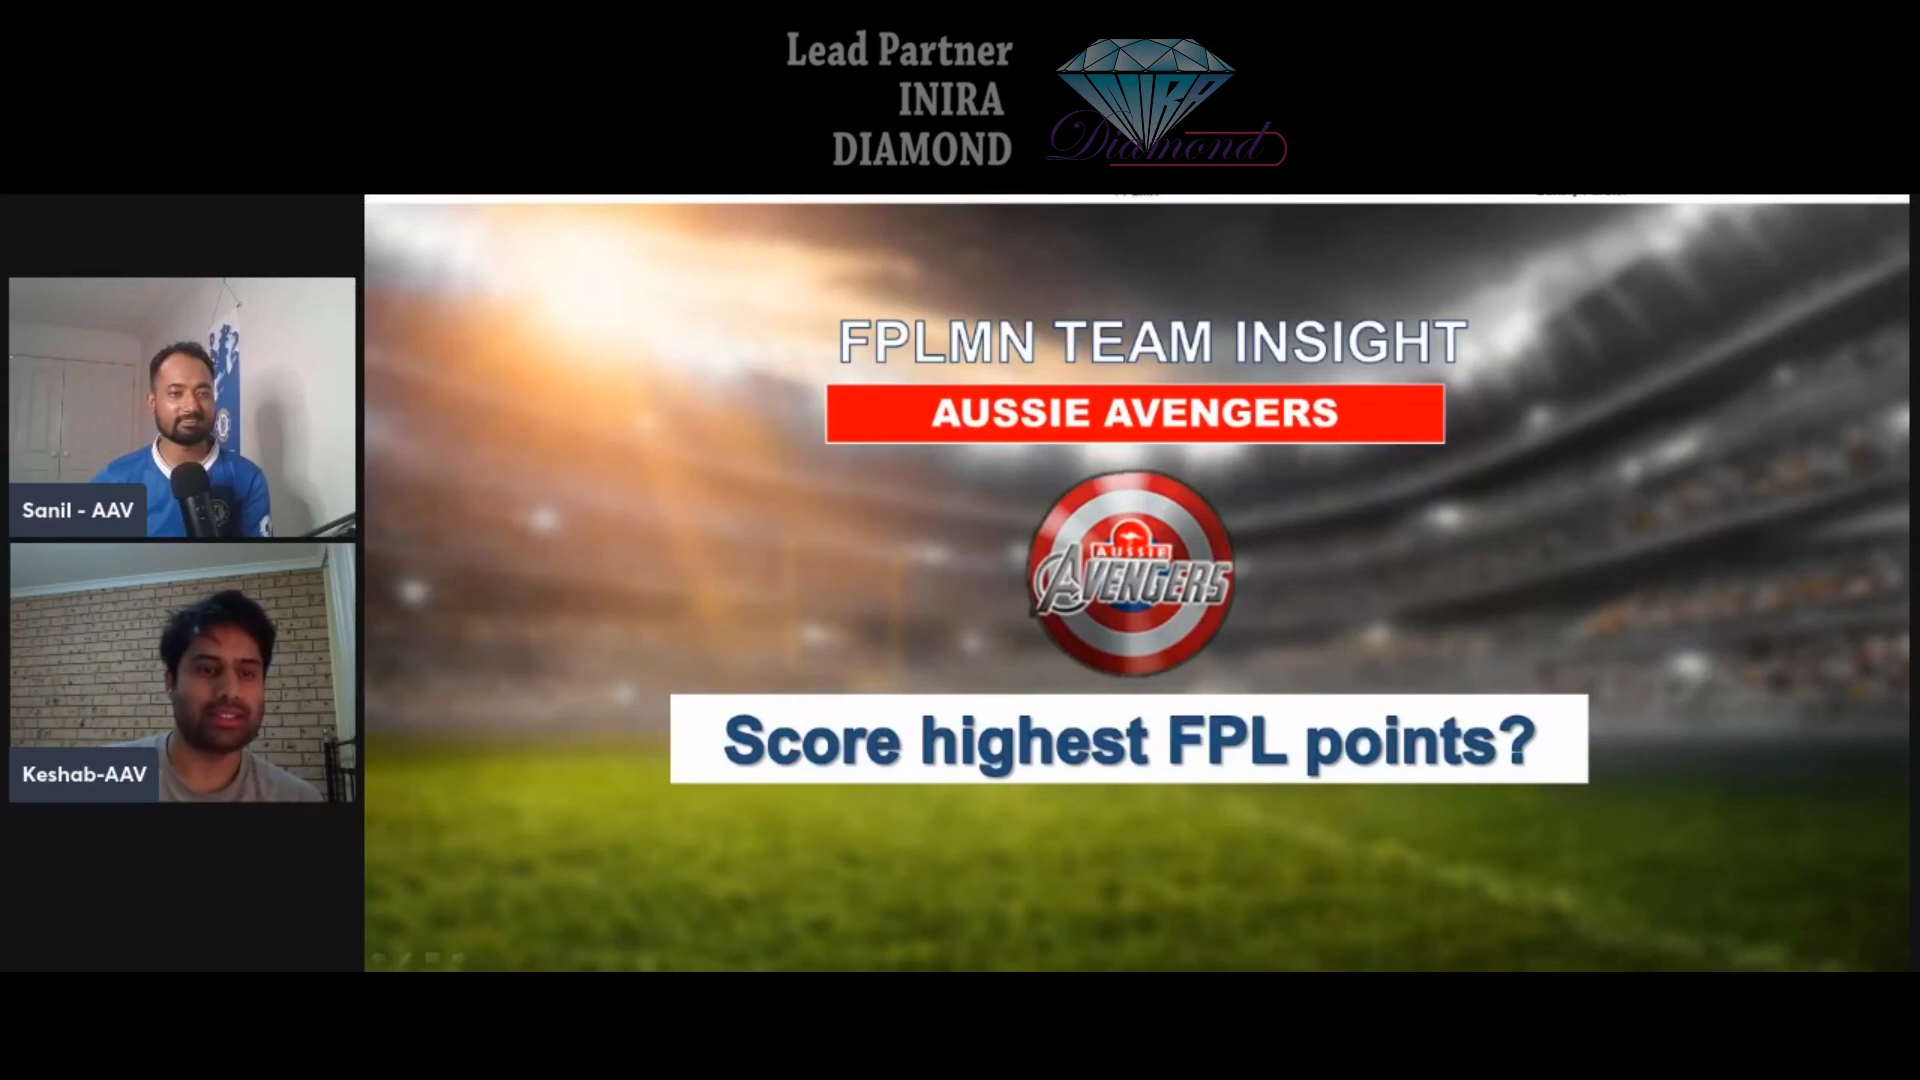 Lead Partner
INIRA
DIAMOND
Diamond
FPLMN TEAM INSIGHT
AUSSIE AVENGERS
AUSSIE
AVENGERS
Score highest FPL points?
Sanil - AAV
Keshab-AAV